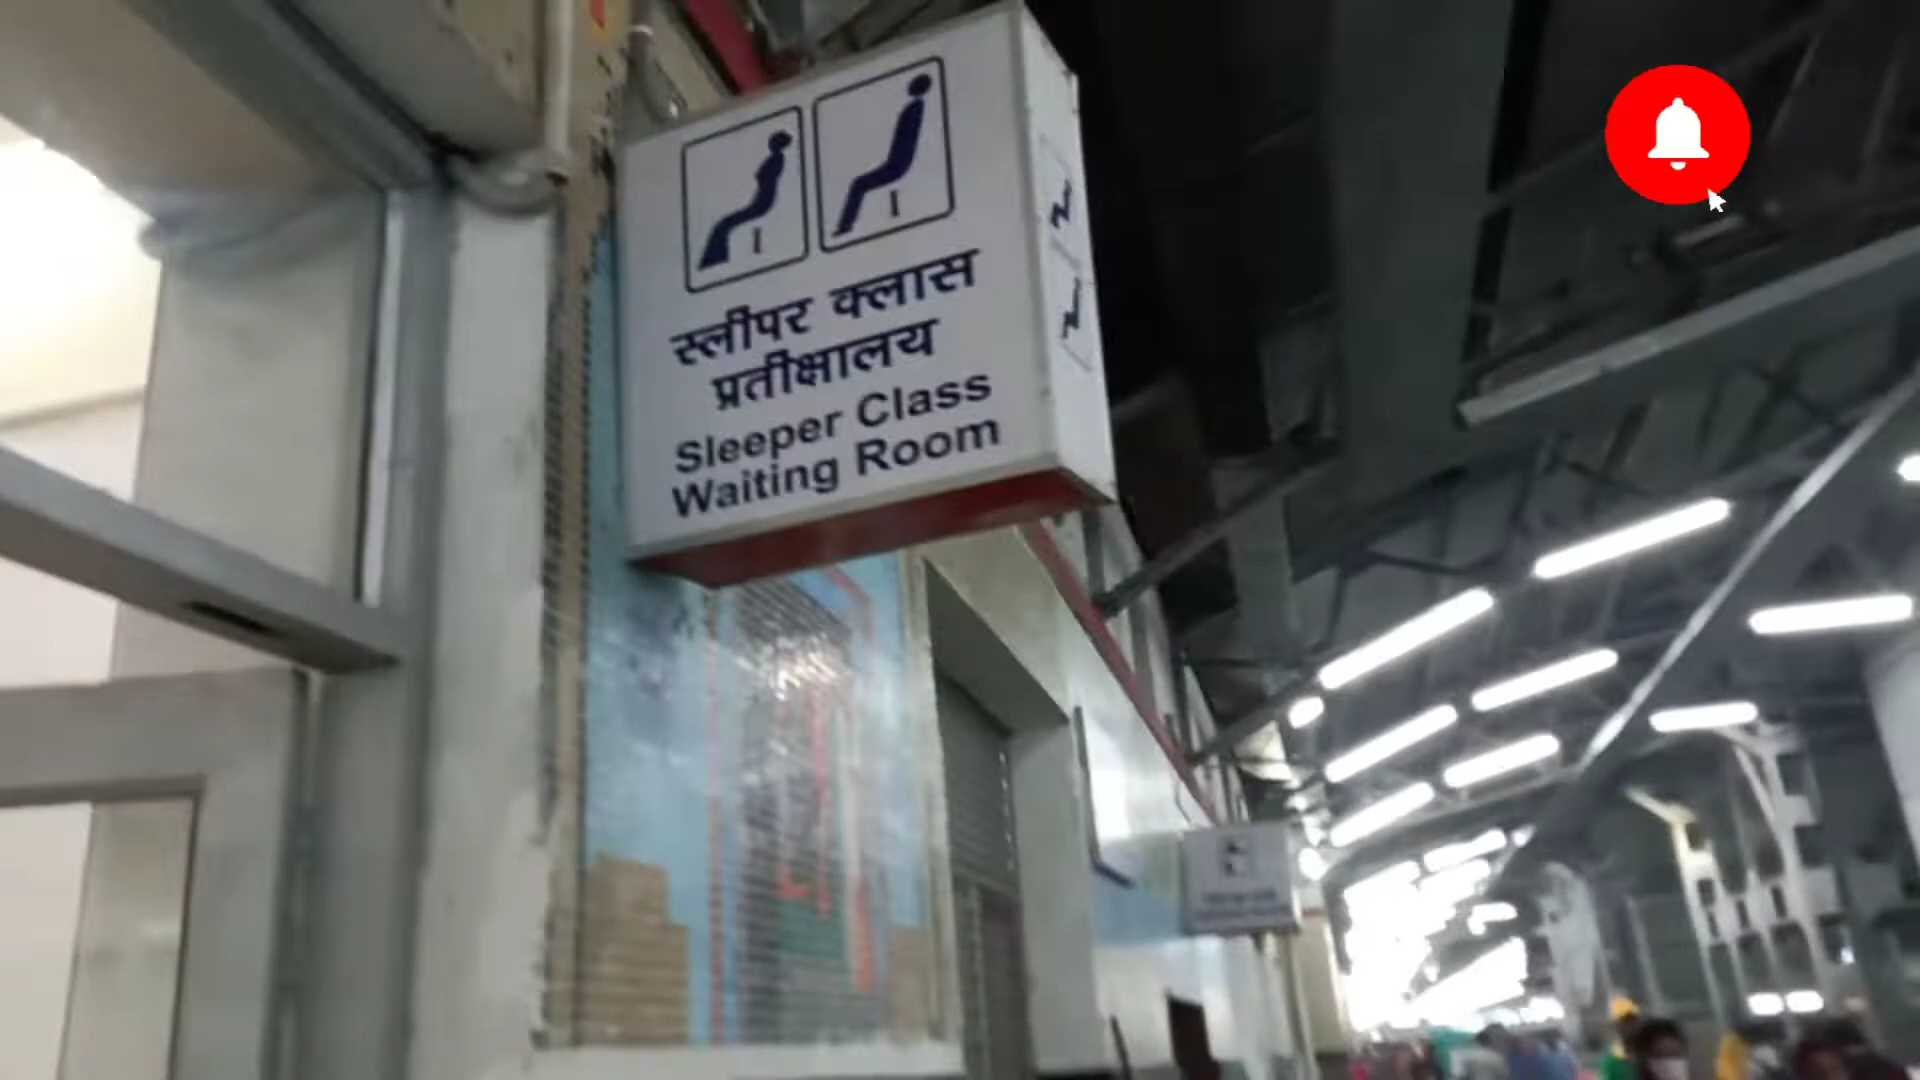 स्लीपर क्लास
प्रतीक्षालय
Sleeper Class
Waiting Room